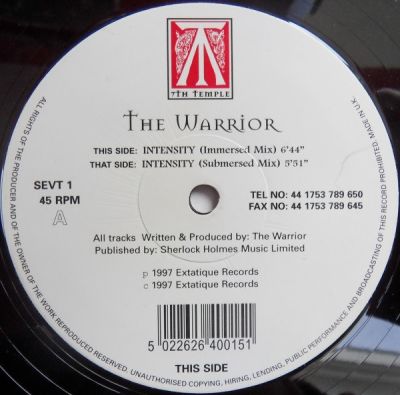 7TH TEMPLE
THE WARRIOR
THIS SIDE: INTENSITY (Immersed Mix) 6'44"
THAT SIDE: INTENSITY (Submersed Mix) 5'51"
SEVT 1
45 RPM
A
TEL NO: 44 1753 789 650
FAX NO: 44 1753 789 645
All tracks Written & Produced by: The Warrior
Published by: Sherlock Holmes Music Limited
p 1997 Extatique Records
c 1997 Extatique Records
5 022626 400151
THIS SIDE
ALL RIGHTS OF THE PRODUCER AND OF THE OWNER OF THE WORK REPRODUCED RESERVED. UNAUTHORISED COPYING, HIRING, LENDING, PUBLIC PERFORMANCE AND BROADCASTING OF THIS RECORD PROHIBITED. MADE IN U.K.